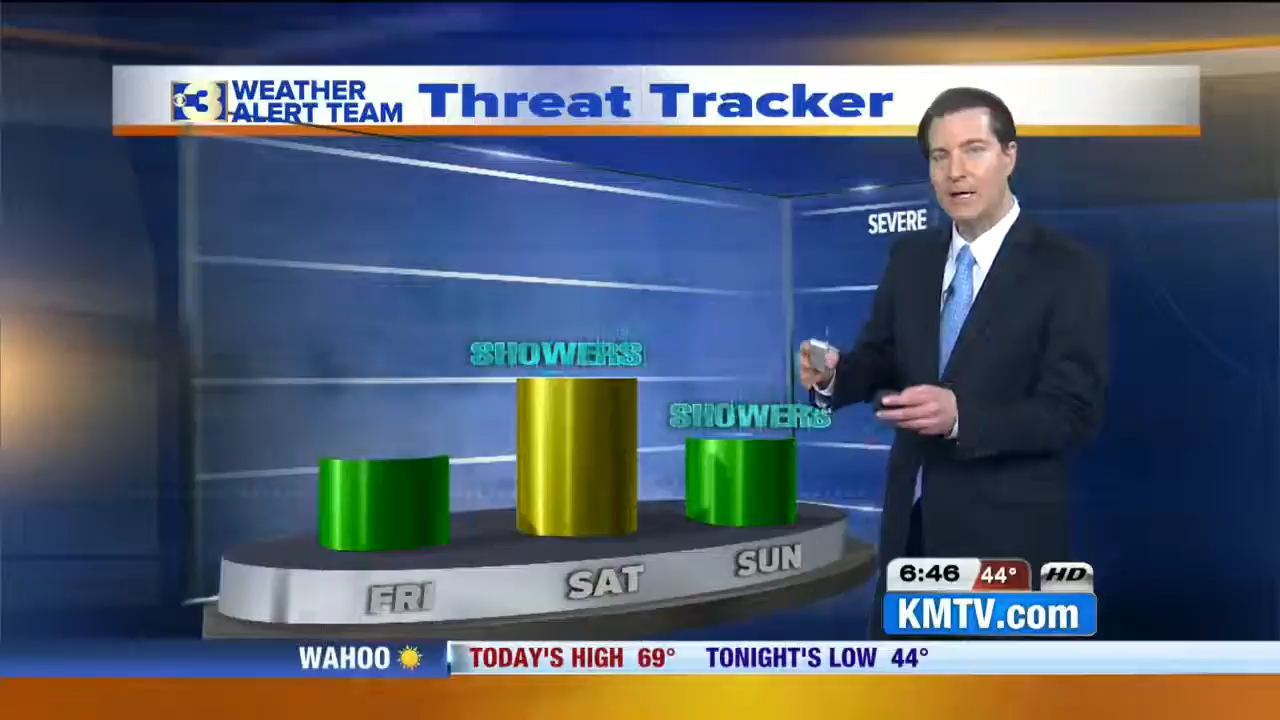 3 WEATHER ALERT TEAM Threat Tracker
SEVERE
SHOWERS
SHOWERS
FRI SAT SUN
6:46 44° HD
KMTV.com
WAHOO TODAY'S HIGH 69° TONIGHT'S LOW 44°